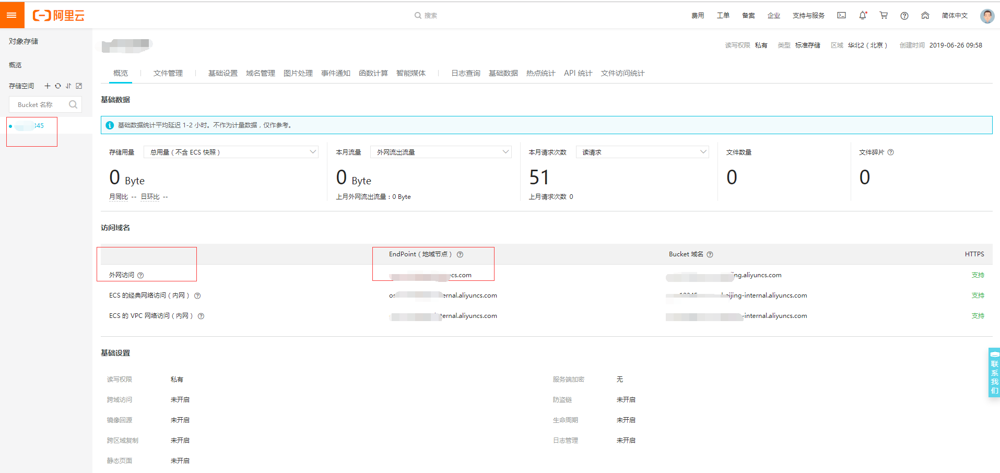 阿里云
搜索
费用 工单 备案 企业 支持与服务 简体中文
对象存储
概览
存储空间
Bucket 名称
345
读写权限 私有 类型 标准存储 区域 华北2（北京） 创建时间 2019-06-26 09:58
概览 文件管理 基础设置 域名管理 图片处理 事件通知 函数计算 智能媒体 日志查询 基础数据 热点统计 API 统计 文件访问统计
基础数据
基础数据统计平均延迟 1-2 小时。不作为计量数据，仅作参考。
存储用量 总用量（不含 ECS 快照） 本月流量 外网流出流量 本月请求次数 读请求 文件数量 文件碎片
0 Byte 0 Byte 51 0 0
月同比 -- 日环比 -- 上月外网流出流量：0 Byte 上月请求次数 0
访问域名
EndPoint（地域节点） Bucket 域名 HTTPS
外网访问 cs.com ing.aliyuncs.com 支持
ECS 的经典网络访问（内网） ernal.aliyuncs.com eijing-internal.aliyuncs.com 支持
ECS 的 VPC 网络访问（内网） ternal.aliyuncs.com -internal.aliyuncs.com 支持
基础设置
读写权限 私有 服务端加密 无
跨域访问 未开启 防盗链 未开启
镜像回源 未开启 生命周期 未开启
跨区域复制 未开启 日志管理 未开启
静态页面 未开启
联系我们